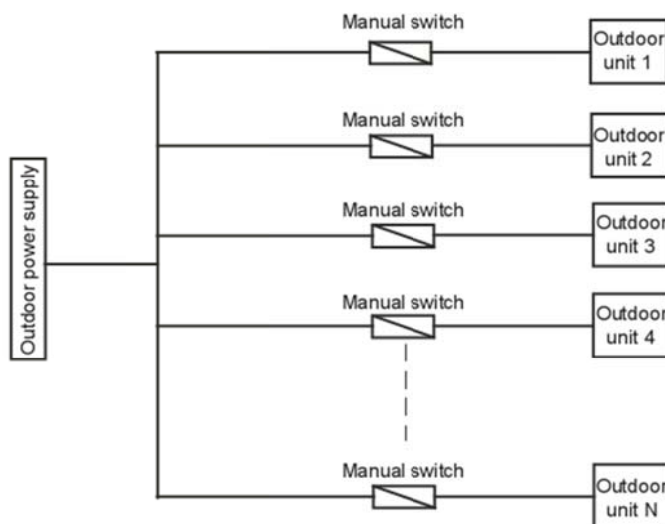 Manual switch
Outdoor
unit 1
Manual switch
Outdoor
unit 2
Outdoor power supply
Manual switch
Outdoor
unit 3
Manual switch
Outdoor
unit 4
Manual switch
Outdoor
unit N